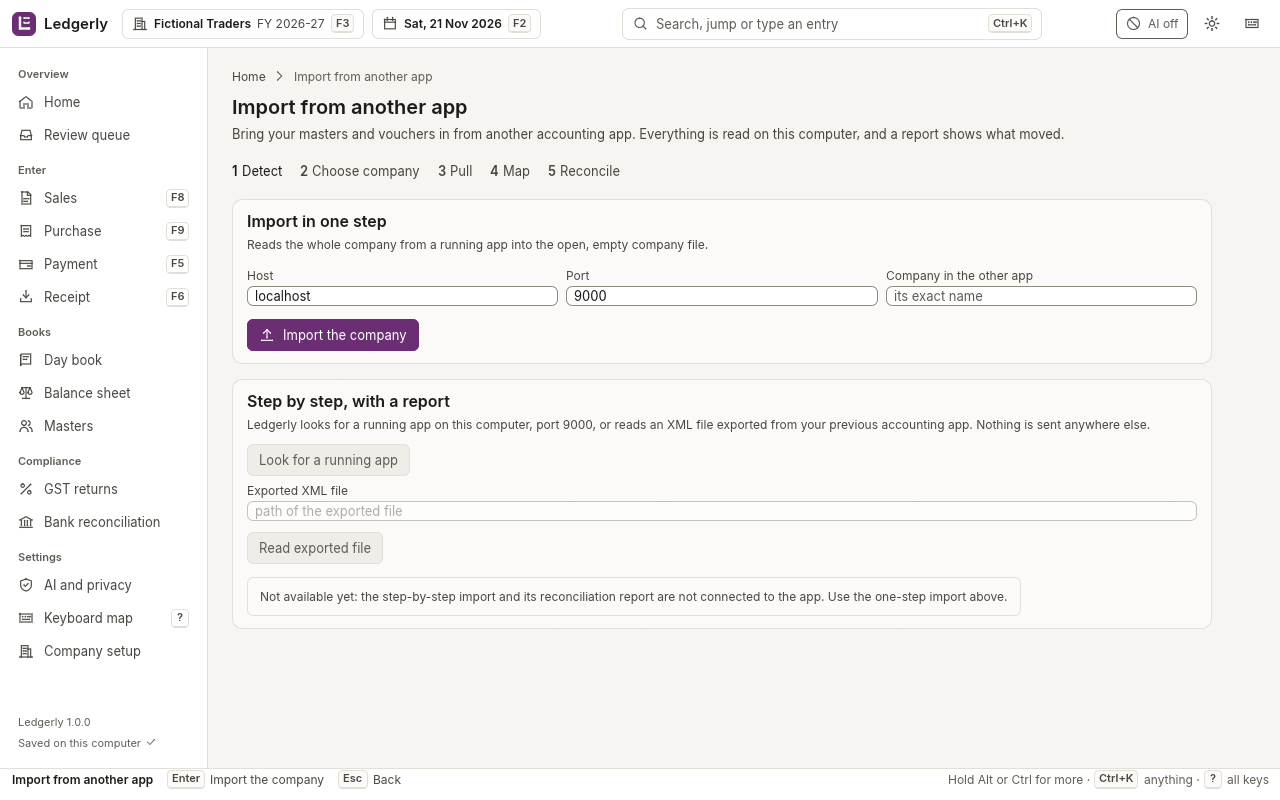 Ledgerly
Fictional Traders FY 2026-27 F3
Sat, 21 Nov 2026 F2
Search, jump or type an entry Ctrl+K
AI off
Overview
Home
Review queue
Enter
Sales F8
Purchase F9
Payment F5
Receipt F6
Books
Day book
Balance sheet
Masters
Compliance
GST returns
Bank reconciliation
Settings
AI and privacy
Keyboard map ?
Company setup
Ledgerly 1.0.0
Saved on this computer
Home Import from another app
Import from another app
Bring your masters and vouchers in from another accounting app. Everything is read on this computer, and a report shows what moved.
1 Detect 2 Choose company 3 Pull 4 Map 5 Reconcile
Import in one step
Reads the whole company from a running app into the open, empty company file.
Host Port Company in the other app
localhost 9000 its exact name
Import the company
Step by step, with a report
Ledgerly looks for a running app on this computer, port 9000, or reads an XML file exported from your previous accounting app. Nothing is sent anywhere else.
Look for a running app
Exported XML file
path of the exported file
Read exported file
Not available yet: the step-by-step import and its reconciliation report are not connected to the app. Use the one-step import above.
Import from another app Enter Import the company Esc Back
Hold Alt or Ctrl for more · Ctrl+K anything · ? all keys